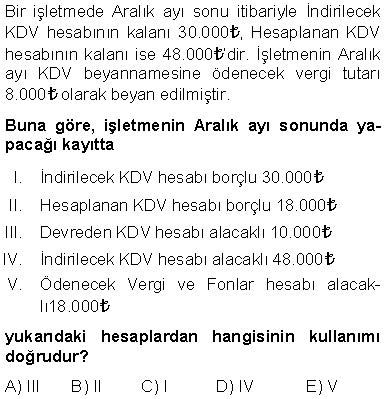 Bir işletmede Aralık ayı sonu itibariyle İndirilecek
KDV hesabının kalanı 30.000₺, Hesaplanan KDV
hesabının kalanı ise 48.000₺'dir. İşletmenin Aralık
ayı KDV beyannamesine ödenecek vergi tutarı
8.000₺ olarak beyan edilmiştir.
Buna göre, işletmenin Aralık ayı sonunda ya-
pacağı kayıtta
I. İndirilecek KDV hesabı borçlu 30.000₺
II. Hesaplanan KDV hesabı borçlu 18.000₺
III. Devreden KDV hesabı alacaklı 10.000₺
IV. İndirilecek KDV hesabı alacaklı 48.000₺
V. Ödenecek Vergi ve Fonlar hesabı alacak-
lı18.000₺
yukarıdaki hesaplardan hangisinin kullanımı
doğrudur?
A) III B) II C) I D) IV E) V